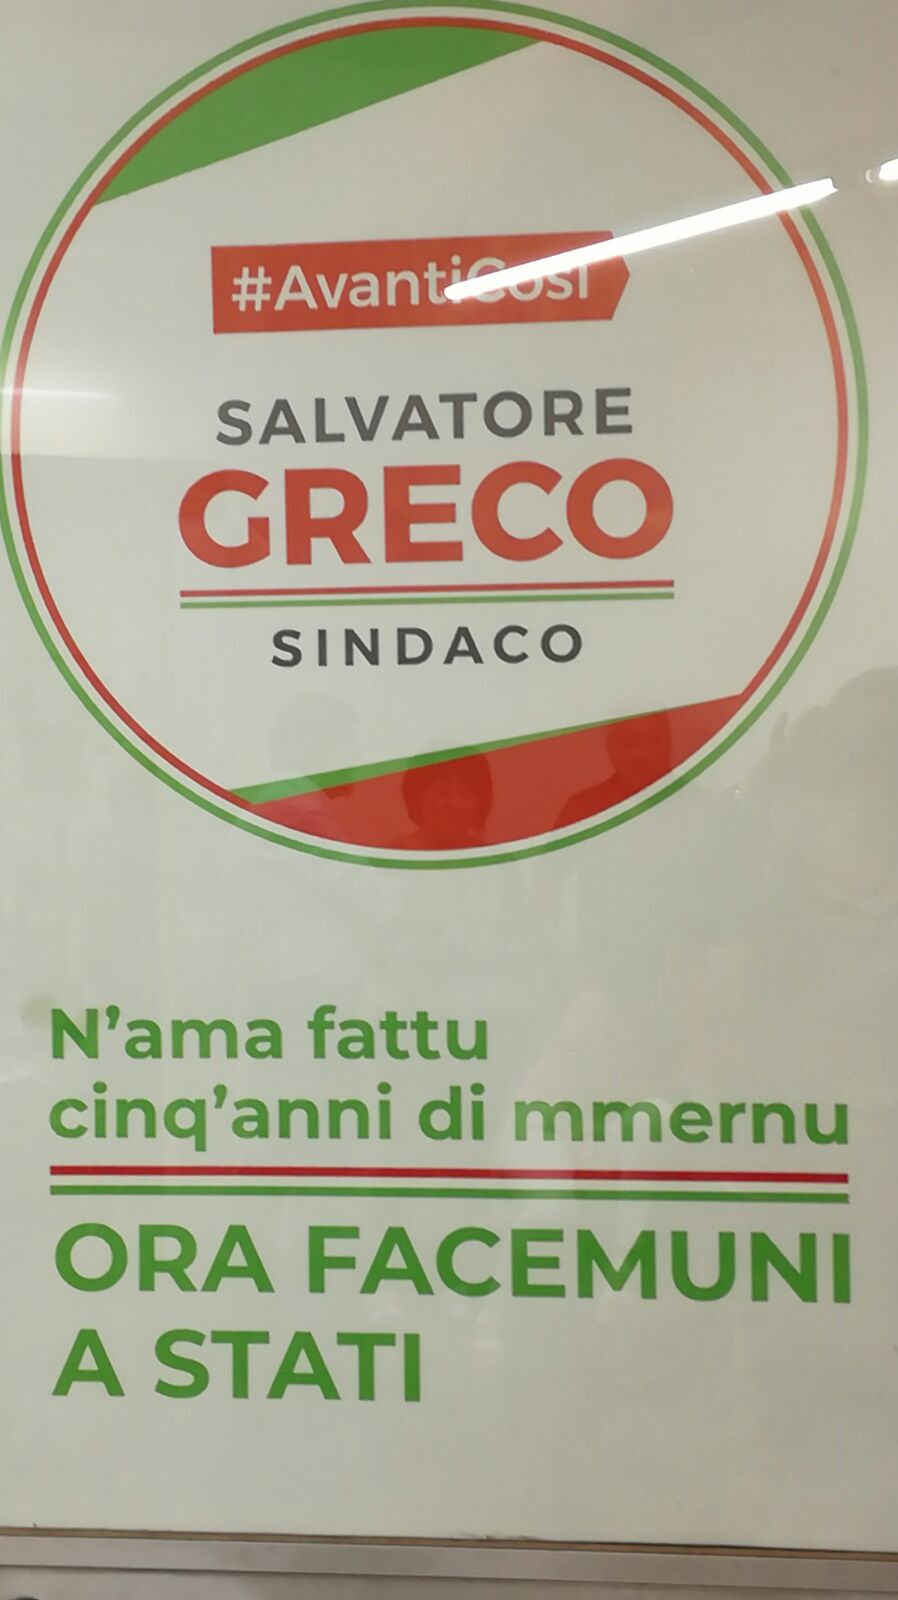 #AvantiCosì
SALVATORE
GRECO
SINDACO
N'ama fattu
cinq'anni di mmernu
ORA FACEMUNI
A STATI